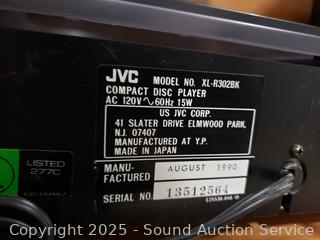 JVC MODEL NO. XL-R302BK
COMPACT DISC PLAYER
AC 120V ∿ 60Hz 15W
US JVC CORP.
41 SLATER DRIVE ELMWOOD PARK,
N.J. 07407
MANUFACTURED AT Y.P.
MADE IN JAPAN
LISTED
277C
MANU-
FACTURED AUGUST 1990
SERIAL NO. 13512564
Copyright 2025 - Sound Auction Service